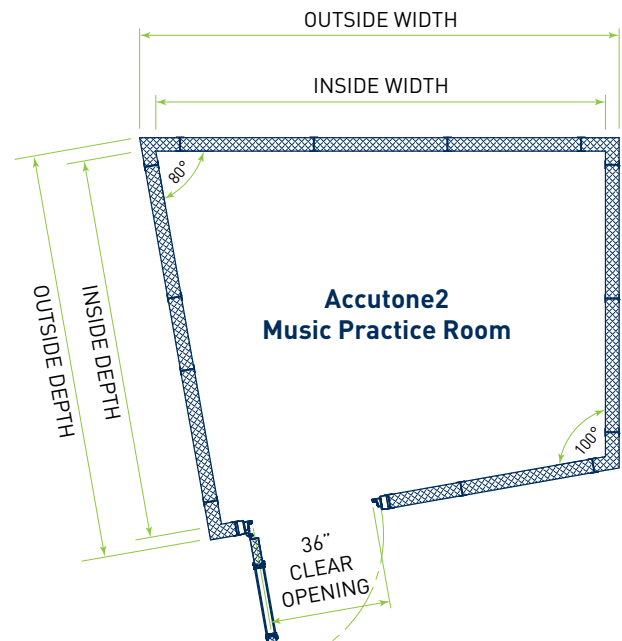 OUTSIDE WIDTH
INSIDE WIDTH
80°
Accutone2
Music Practice Room
OUTSIDE DEPTH
INSIDE DEPTH
100°
36”
CLEAR
OPENING